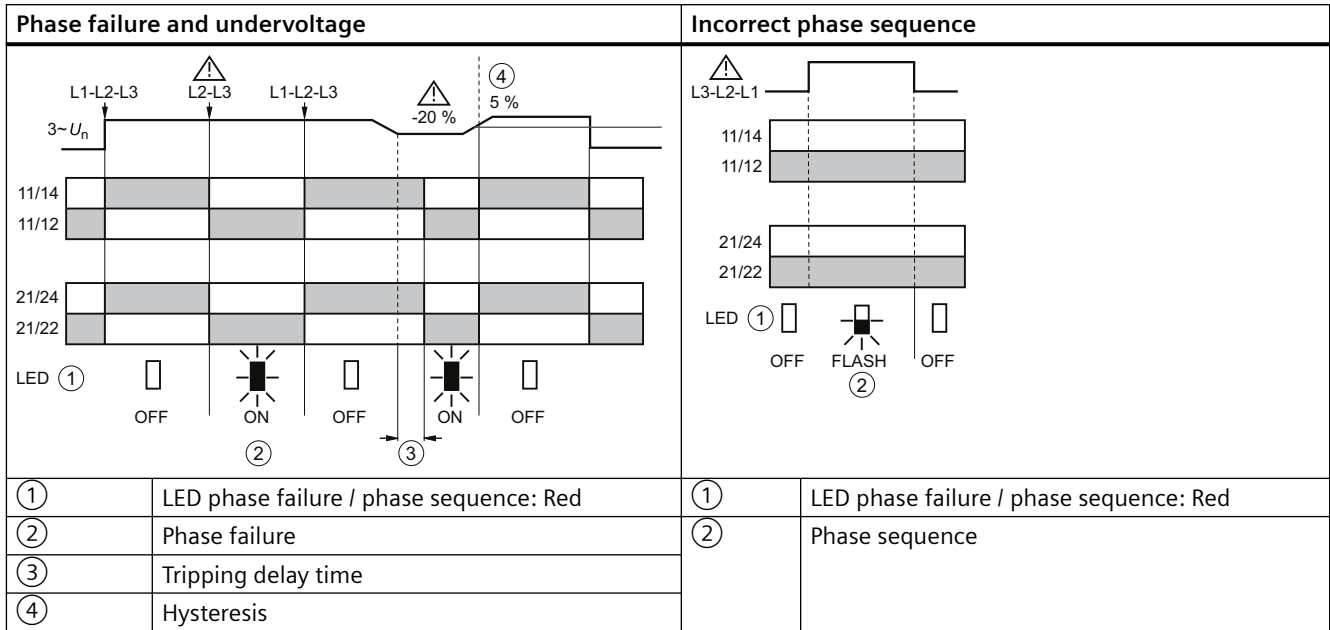 Phase failure and undervoltage
L1-L2-L3 L2-L3 L1-L2-L3 -20 % ④ 5 %
3~Un
11/14
11/12
21/24
21/22
LED ①
OFF ON OFF ON OFF
② ③
① LED phase failure / phase sequence: Red
② Phase failure
③ Tripping delay time
④ Hysteresis
Incorrect phase sequence
L3-L2-L1
11/14
11/12
21/24
21/22
LED ①
OFF FLASH OFF
②
① LED phase failure / phase sequence: Red
② Phase sequence